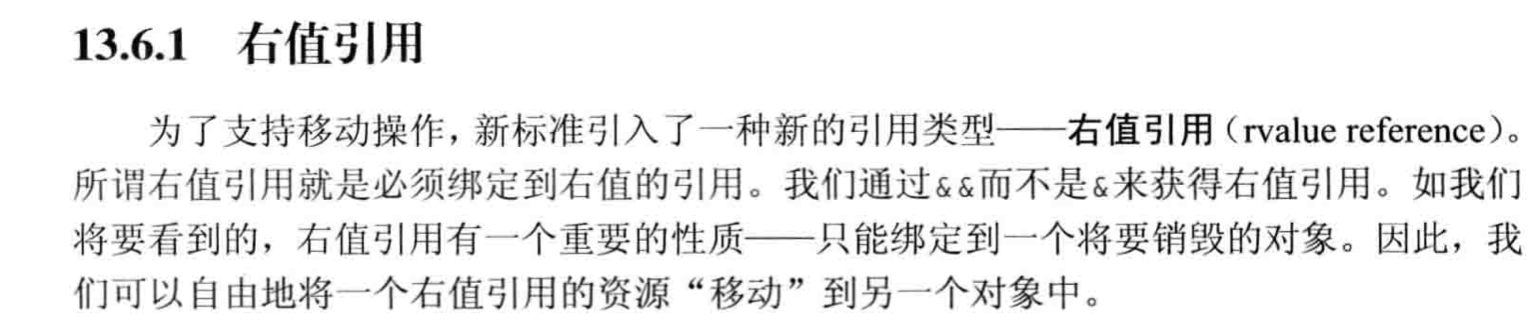 13.6.1 右值引用
为了支持移动操作，新标准引入了一种新的引用类型——右值引用（rvalue reference）。
所谓右值引用就是必须绑定到右值的引用。我们通过&&而不是&来获得右值引用。如我们
将要看到的，右值引用有一个重要的性质——只能绑定到一个将要销毁的对象。因此，我
们可以自由地将一个右值引用的资源“移动”到另一个对象中。